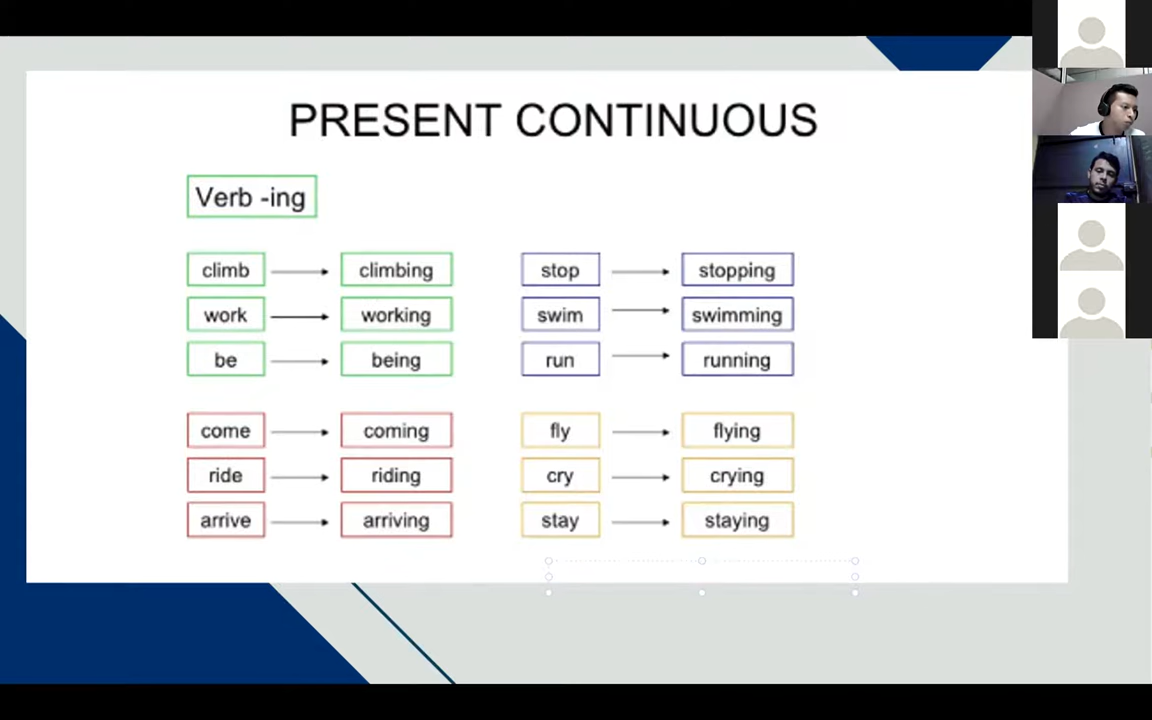 PRESENT CONTINUOUS
Verb -ing
climb climbing
work working
be being
stop stopping
swim swimming
run running
come coming
ride riding
arrive arriving
fly flying
cry crying
stay staying